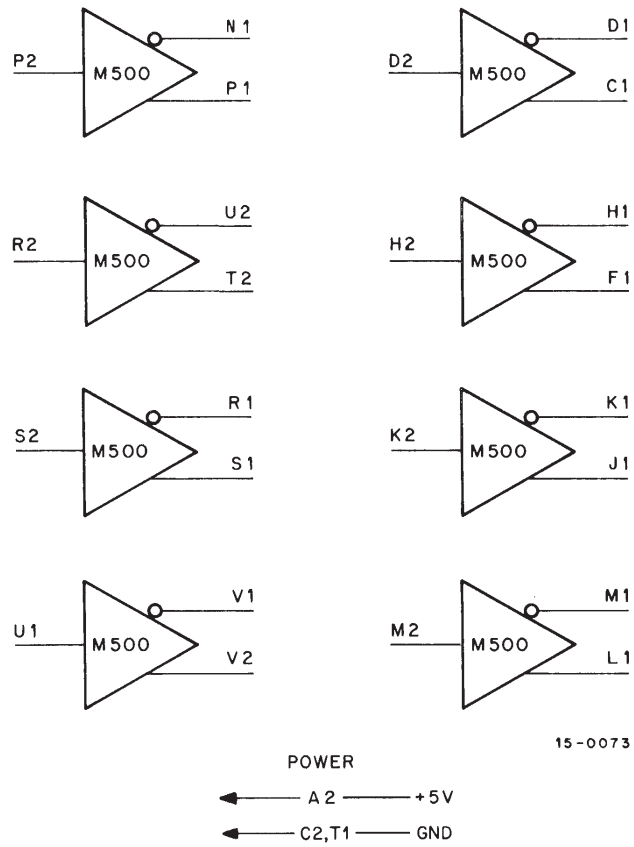 N1
D1
P2 M500
D2 M500
P1
C1
U2
H1
R2 M500
H2 M500
T2
F1
R1
K1
S2 M500
K2 M500
S1
J1
V1
M1
U1 M500
M2 M500
V2
L1
15-0073
POWER
A2 +5V
C2,T1 GND